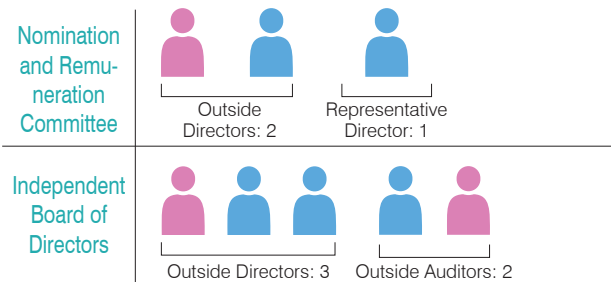 Nomination
and Remu-
neration
Committee
Outside
Directors: 2
Representative
Director: 1
Independent
Board of
Directors
Outside Directors: 3
Outside Auditors: 2